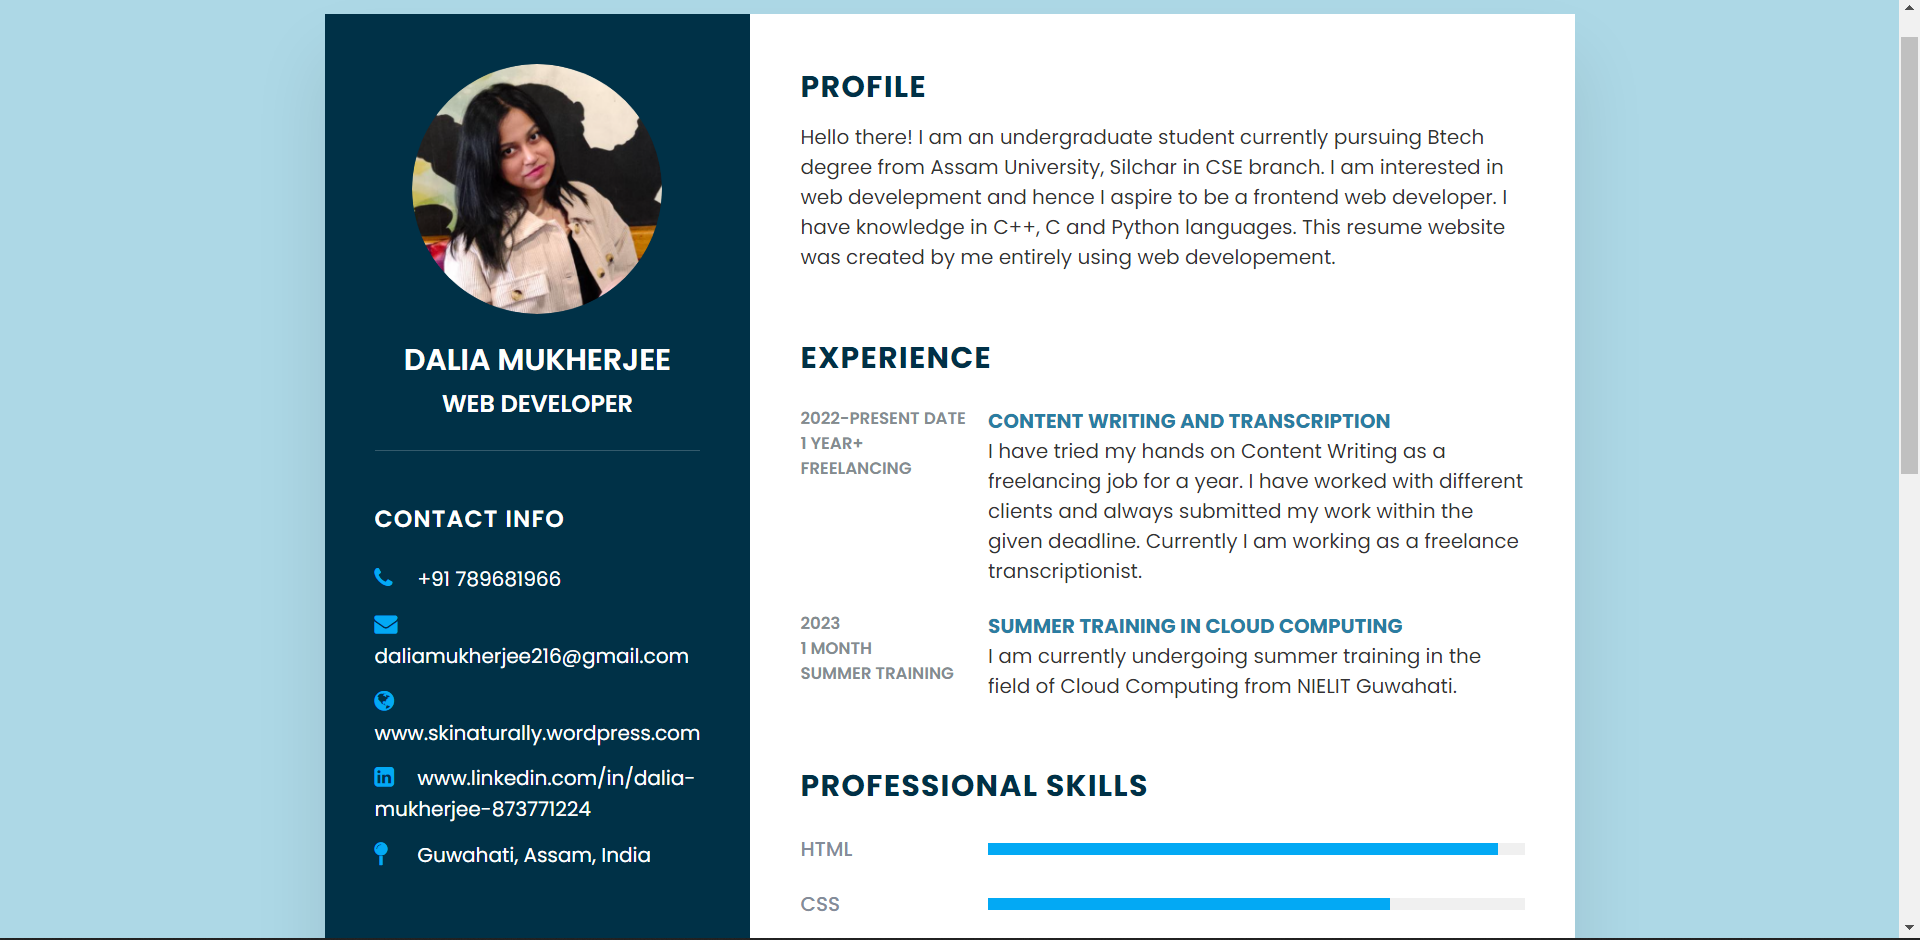 DALIA MUKHERJEE
WEB DEVELOPER
CONTACT INFO
+91 789681966
daliamukherjee216@gmail.com
www.skinaturally.wordpress.com
www.linkedin.com/in/dalia-
mukherjee-873771224
Guwahati, Assam, India
PROFILE
Hello there! I am an undergraduate student currently pursuing Btech
degree from Assam University, Silchar in CSE branch. I am interested in
web develepment and hence I aspire to be a frontend web developer. I
have knowledge in C++, C and Python languages. This resume website
was created by me entirely using web developement.
EXPERIENCE
2022-PRESENT DATE
1 YEAR+
FREELANCING
CONTENT WRITING AND TRANSCRIPTION
I have tried my hands on Content Writing as a
freelancing job for a year. I have worked with different
clients and always submitted my work within the
given deadline. Currently I am working as a freelance
transcriptionist.
2023
1 MONTH
SUMMER TRAINING
SUMMER TRAINING IN CLOUD COMPUTING
I am currently undergoing summer training in the
field of Cloud Computing from NIELIT Guwahati.
PROFESSIONAL SKILLS
HTML
CSS